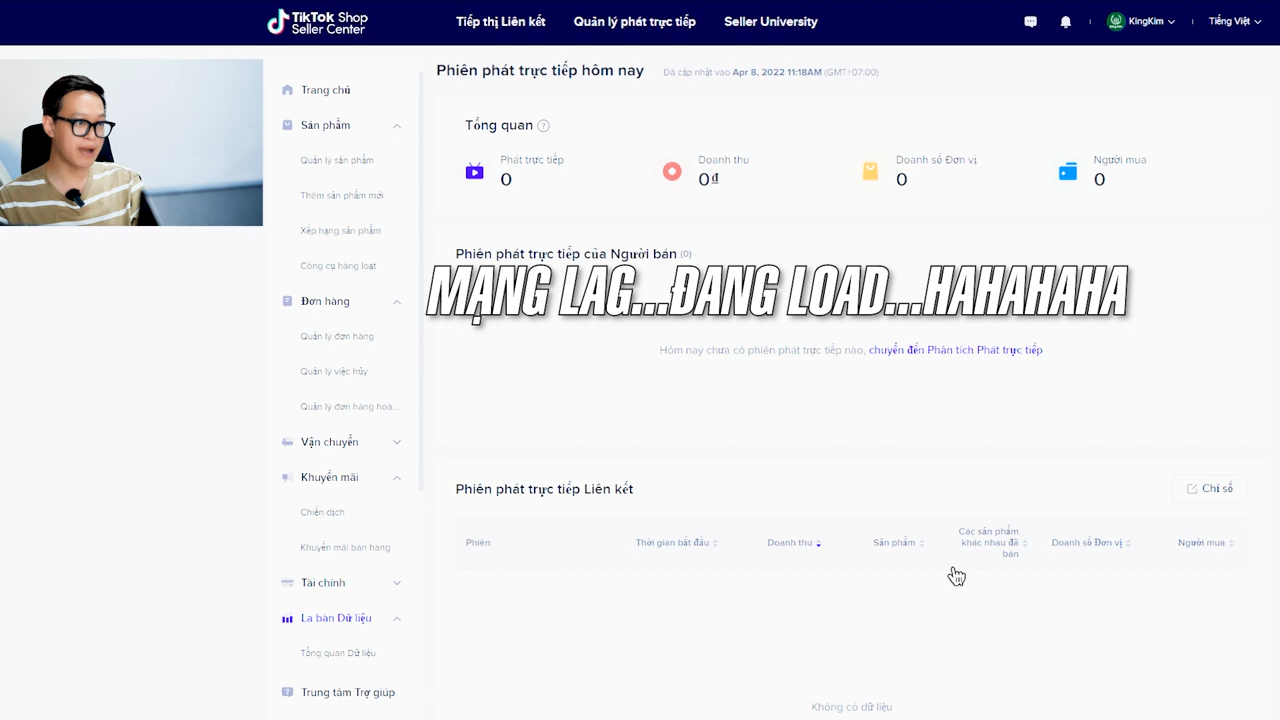 TikTok Shop
Seller Center
Tiếp thị Liên kết
Quản lý phát trực tiếp
Seller University
KingKim
Tiếng Việt
Trang chủ
Sản phẩm
Quản lý sản phẩm
Thêm sản phẩm mới
Xếp hạng sản phẩm
Công cụ hàng loạt
Đơn hàng
Quản lý đơn hàng
Quản lý việc hủy
Quản lý đơn hàng hoà...
Vận chuyển
Khuyến mãi
Chiến dịch
Khuyến mãi bán hàng
Tài chính
La bàn Dữ liệu
Tổng quan Dữ liệu
Trung tâm Trợ giúp
Phiên phát trực tiếp hôm nay
Đã cập nhật vào Apr 8, 2022 11:18AM (GMT+07:00)
Tổng quan
Phát trực tiếp
0
Doanh thu
0₫
Doanh số Đơn vị
0
Người mua
0
Phiên phát trực tiếp của Người bán (0)
MẠNG LAG...ĐANG LOAD...HAHAHAHA
Hôm nay chưa có phiên phát trực tiếp nào, chuyển đến Phân tích Phát trực tiếp
Phiên phát trực tiếp Liên kết
Chỉ số
Phiên
Thời gian bắt đầu
Doanh thu
Sản phẩm
Các sản phẩm
khác nhau đã
bán
Doanh số Đơn vị
Người mua
Không có dữ liệu